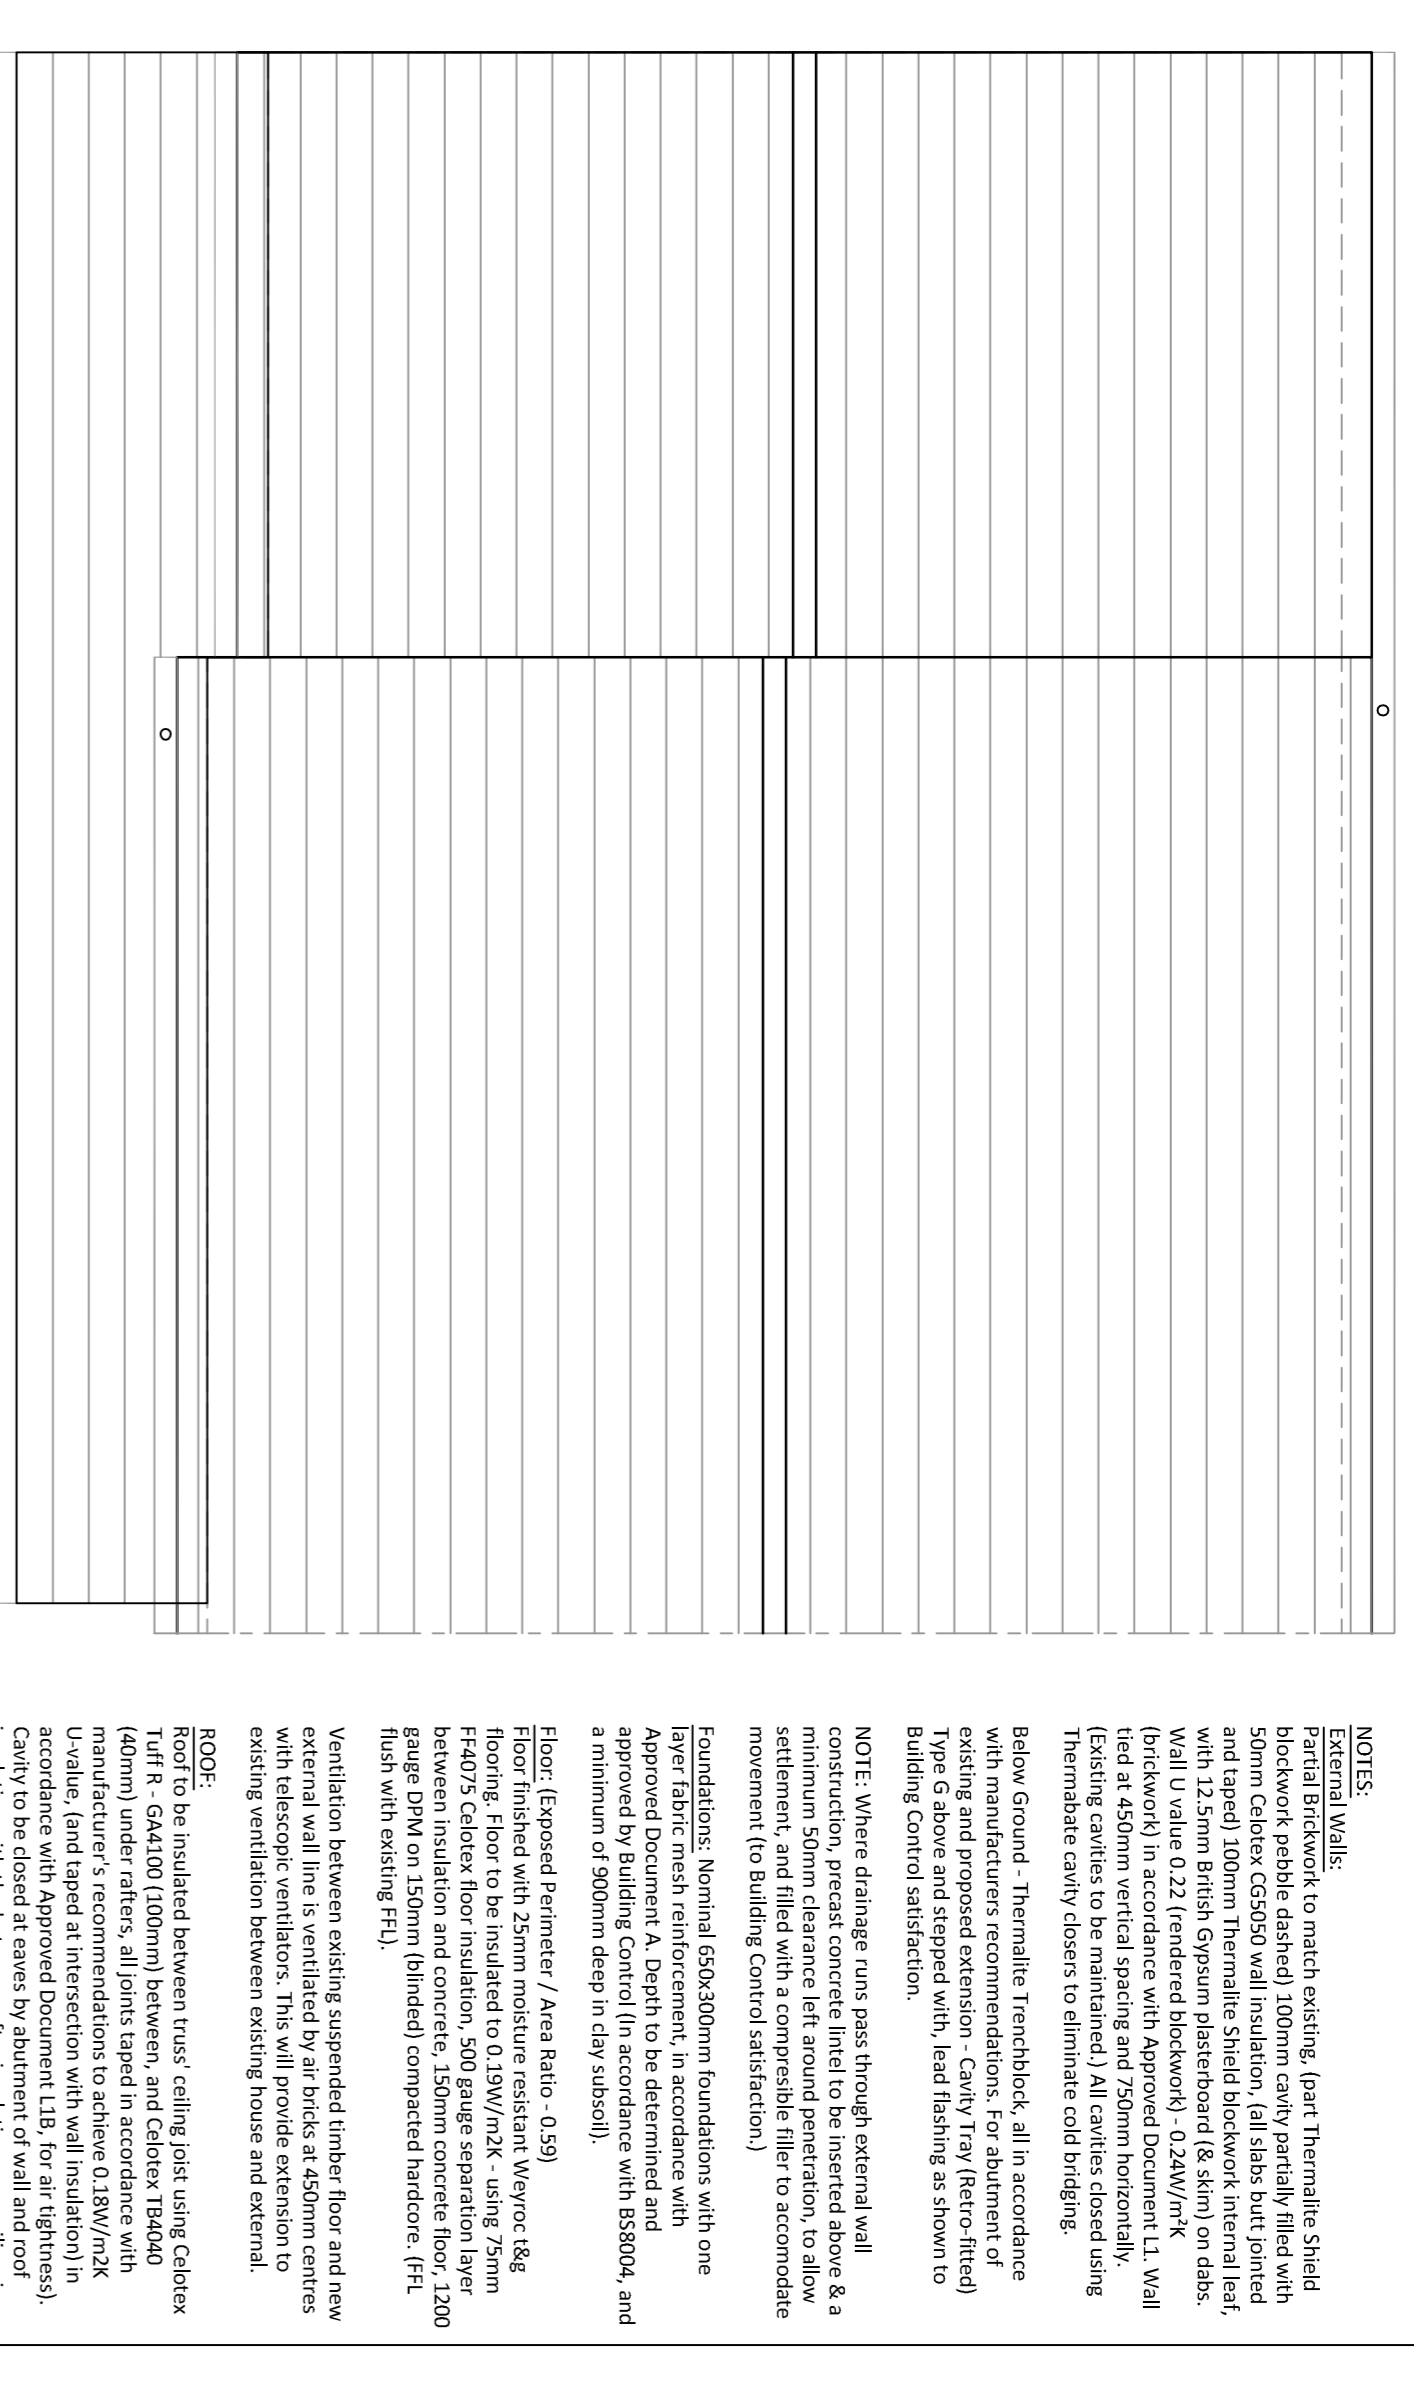 NOTES:
External Walls:
Partial Brickwork to match existing, (part Thermalite Shield
blockwork pebble dashed) 100mm cavity partially filled with
50mm Celotex CG5050 wall insulation, (all slabs butt jointed
and taped) 100mm Thermalite Shield blockwork internal leaf,
with 12.5mm British Gypsum plasterboard (& skim) on dabs.
Wall U value 0.22 (rendered blockwork) - 0.24W/m²K
(brickwork) in accordance with Approved Document L1. Wall
tied at 450mm vertical spacing and 750mm horizontally.
(Existing cavities to be maintained.) All cavities closed using
Thermabate cavity closers to eliminate cold bridging.
Below Ground - Thermalite Trenchblock, all in accordance
with manufacturers recommendations. For abutment of
existing and proposed extension - Cavity Tray (Retro-fitted)
Type G above and stepped with, lead flashing as shown to
Building Control satisfaction.
NOTE: Where drainage runs pass through external wall
construction, precast concrete lintel to be inserted above & a
minimum 50mm clearance left around penetration, to allow
settlement, and filled with a compresible filler to accomodate
movement (to Building Control satisfaction.)
Foundations: Nominal 650x300mm foundations with one
layer fabric mesh reinforcement, in accordance with
Approved Document A. Depth to be determined and
approved by Building Control (In accordance with BS8004, and
a minimum of 900mm deep in clay subsoil).
Floor: (Exposed Perimeter / Area Ratio - 0.59)
Floor finished with 25mm moisture resistant Weyroc t&g
flooring. Floor to be insulated to 0.19W/m2K - using 75mm
FF4075 Celotex floor insulation, 500 gauge separation layer
between insulation and concrete, 150mm concrete floor, 1200
gauge DPM on 150mm (blinded) compacted hardcore. (FFL
flush with existing FFL).
Ventilation between existing suspended timber floor and new
external wall line is ventilated by air bricks at 450mm centres
with telescopic ventilators. This will provide extension to
existing ventilation between existing house and external.
ROOF:
Roof to be insulated between truss' ceiling joist using Celotex
Tuff R - GA4100 (100mm) between, and Celotex TB4040
(40mm) under rafters, all joints taped in accordance with
manufacturer's recommendations to achieve 0.18W/m2K
U-value, (and taped at intersection with wall insulation) in
accordance with Approved Document L1B, for air tightness).
Cavity to be closed at eaves by abutment of wall and roof